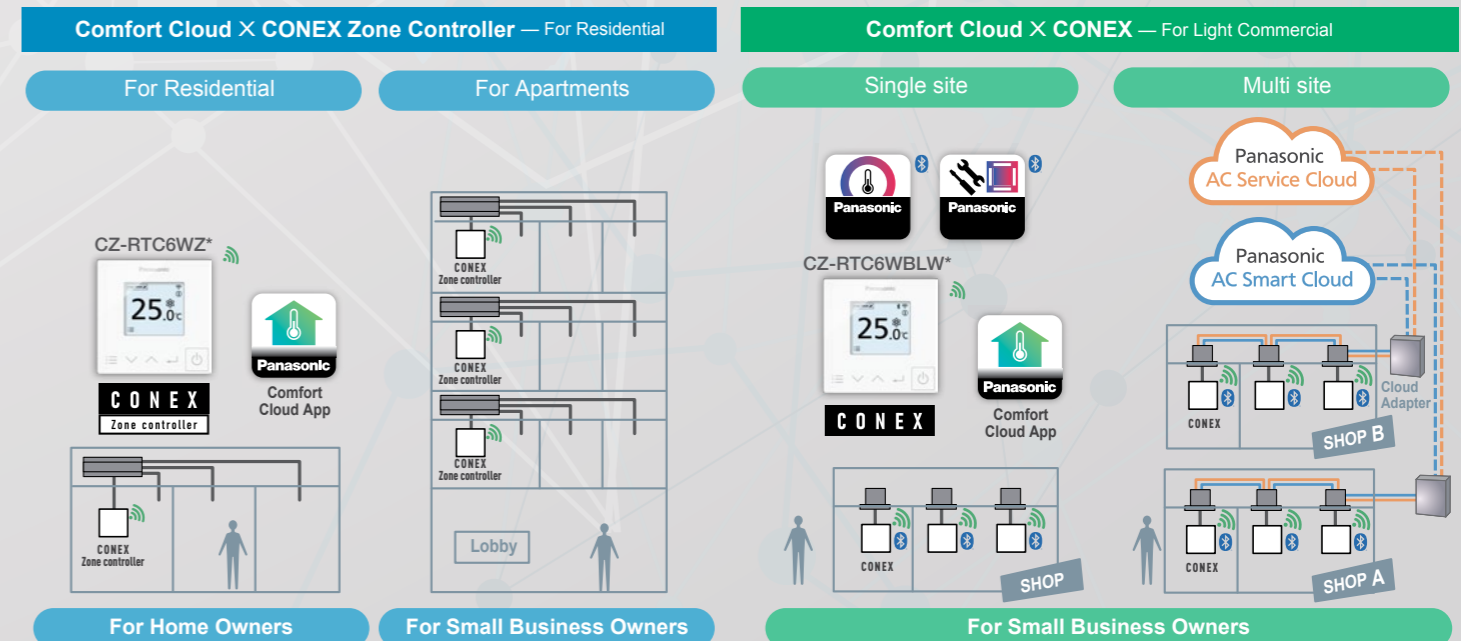 Comfort Cloud X CONEX Zone Controller — For Residential
For Residential
For Apartments
CZ-RTC6WZ*
Panasonic
25.0c
CONEX
Zone controller
Panasonic
Comfort
Cloud App
CONEX
Zone controller
For Home Owners
CONEX
Zone controller
CONEX
Zone controller
CONEX
Zone controller
Lobby
For Small Business Owners
Comfort Cloud X CONEX — For Light Commercial
Single site
Multi site
Panasonic
Panasonic
CZ-RTC6WBLW*
Panasonic
25.0c
CONEX
Panasonic
Comfort
Cloud App
CONEX
SHOP
Panasonic
AC Service Cloud
Panasonic
AC Smart Cloud
Cloud
Adapter
CONEX
SHOP B
CONEX
SHOP A
For Small Business Owners